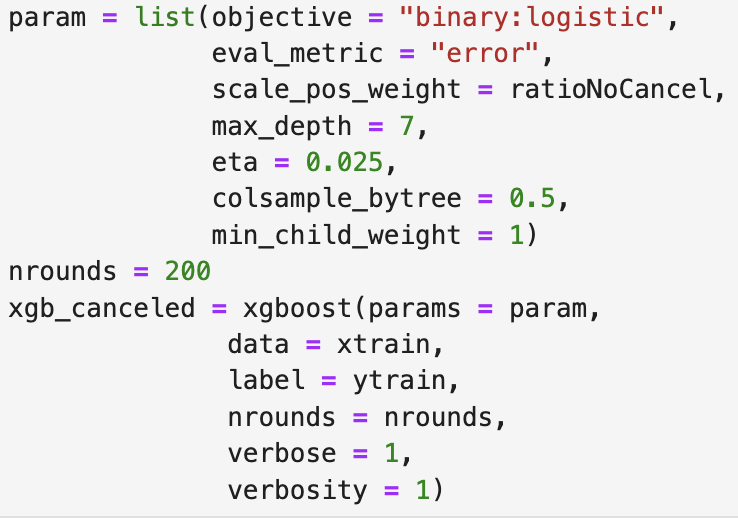 param = list(objective = "binary:logistic",
             eval_metric = "error",
             scale_pos_weight = ratioNoCancel,
             max_depth = 7,
             eta = 0.025,
             colsample_bytree = 0.5,
             min_child_weight = 1)
nrounds = 200
xgb_canceled = xgboost(params = param,
              data = xtrain,
              label = ytrain,
              nrounds = nrounds,
              verbose = 1,
              verbosity = 1)